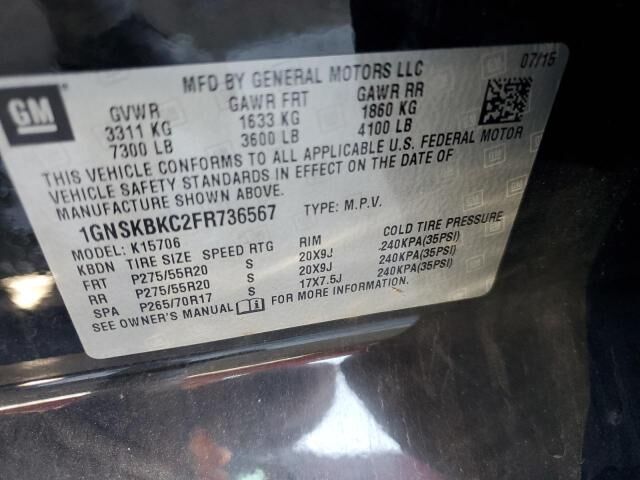 GM
MFD BY GENERAL MOTORS LLC 07/15
GVWR GAWR FRT GAWR RR
3311 KG 1633 KG 1860 KG
7300 LB 3600 LB 4100 LB
THIS VEHICLE CONFORMS TO ALL APPLICABLE U.S. FEDERAL MOTOR
VEHICLE SAFETY STANDARDS IN EFFECT ON THE DATE OF
MANUFACTURE SHOWN ABOVE.
1GNSKBKC2FR736567 TYPE: M.P.V.
MODEL: K15706
KBDN TIRE SIZE SPEED RTG RIM COLD TIRE PRESSURE
FRT P275/55R20 S 20X9J 240KPA(35PSI)
RR P275/55R20 S 20X9J 240KPA(35PSI)
SPA P265/70R17 S 17X7.5J 240KPA(35PSI)
SEE OWNER'S MANUAL FOR MORE INFORMATION.